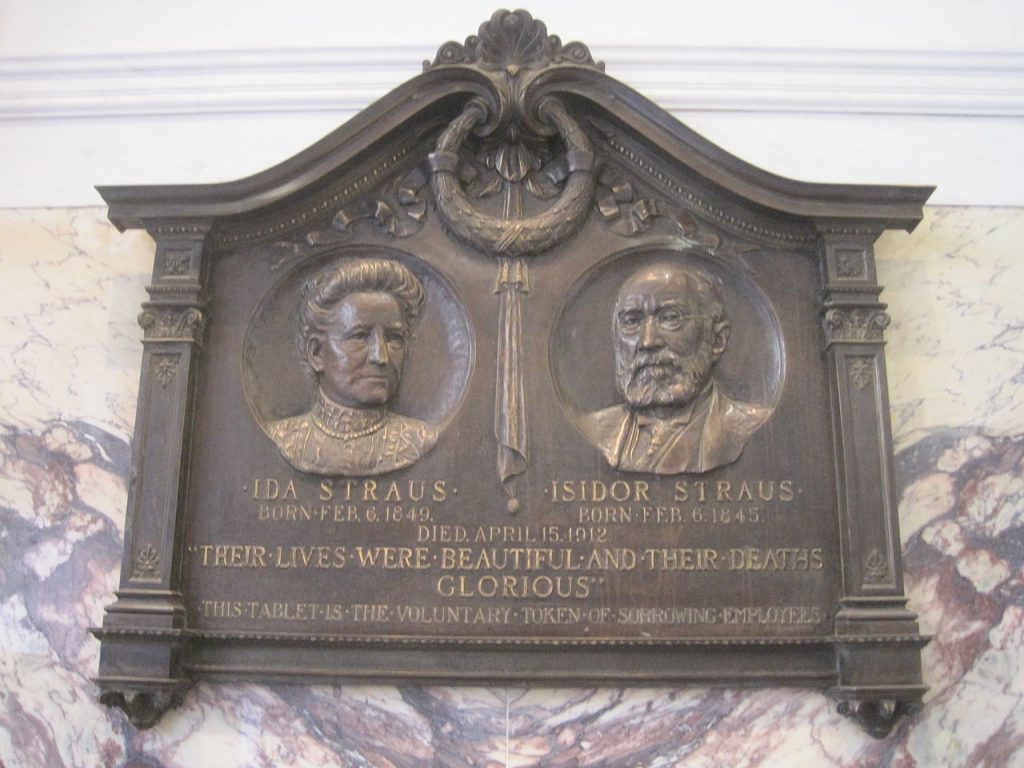 ·IDA STRAUS·
BORN·FEB. 6. 1849.
·ISIDOR STRAUS·
BORN·FEB. 6. 1845.
DIED, APRIL 15, 1912
"THEIR·LIVES·WERE·BEAUTIFUL·AND·THEIR·DEATHS
GLORIOUS"
·THIS·TABLET·IS·THE·VOLUNTARY·TOKEN·OF·SORROWING·EMPLOYEES·